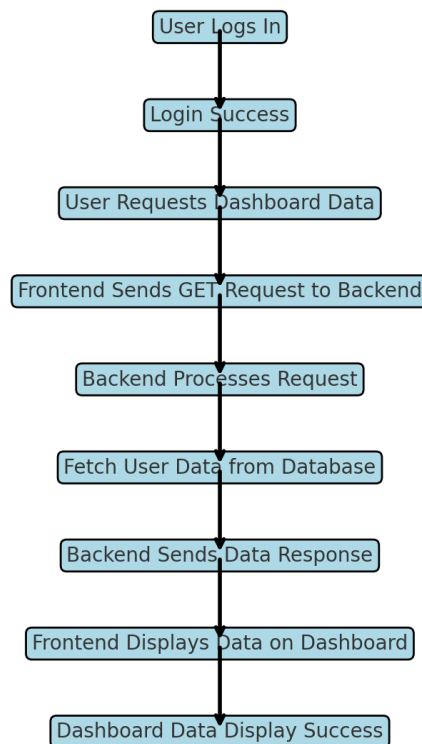 User Logs In
Login Success
User Requests Dashboard Data
Frontend Sends GET Request to Backend
Backend Processes Request
Fetch User Data from Database
Backend Sends Data Response
Frontend Displays Data on Dashboard
Dashboard Data Display Success